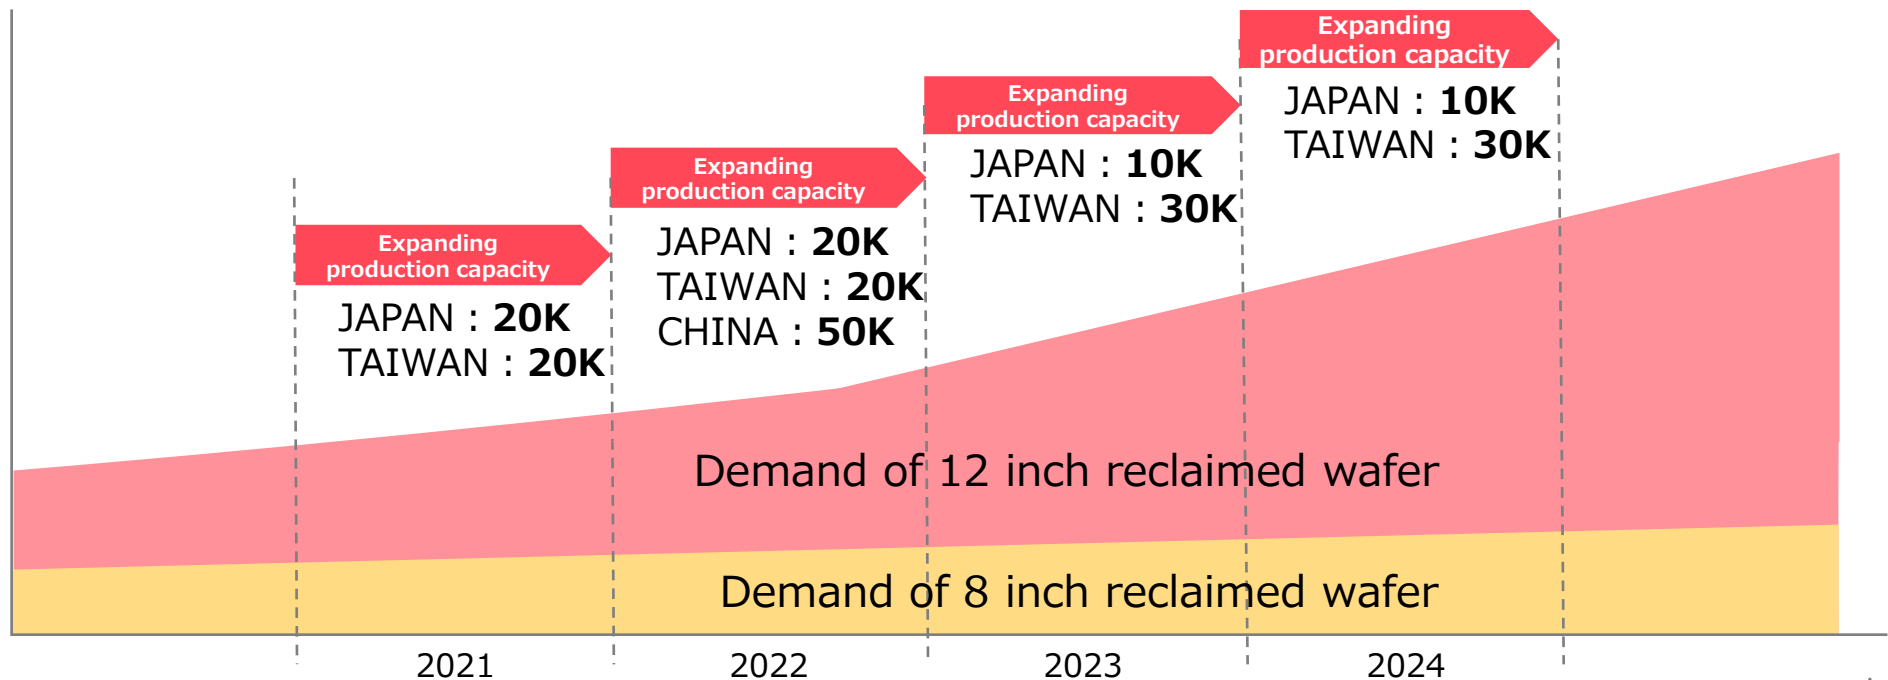 Expanding
production capacity
JAPAN : 10K
TAIWAN : 30K
Expanding
production capacity
JAPAN : 10K
TAIWAN : 30K
Expanding
production capacity
JAPAN : 20K
TAIWAN : 20K
CHINA : 50K
Expanding
production capacity
JAPAN : 20K
TAIWAN : 20K
Demand of 12 inch reclaimed wafer
Demand of 8 inch reclaimed wafer
2021 2022 2023 2024